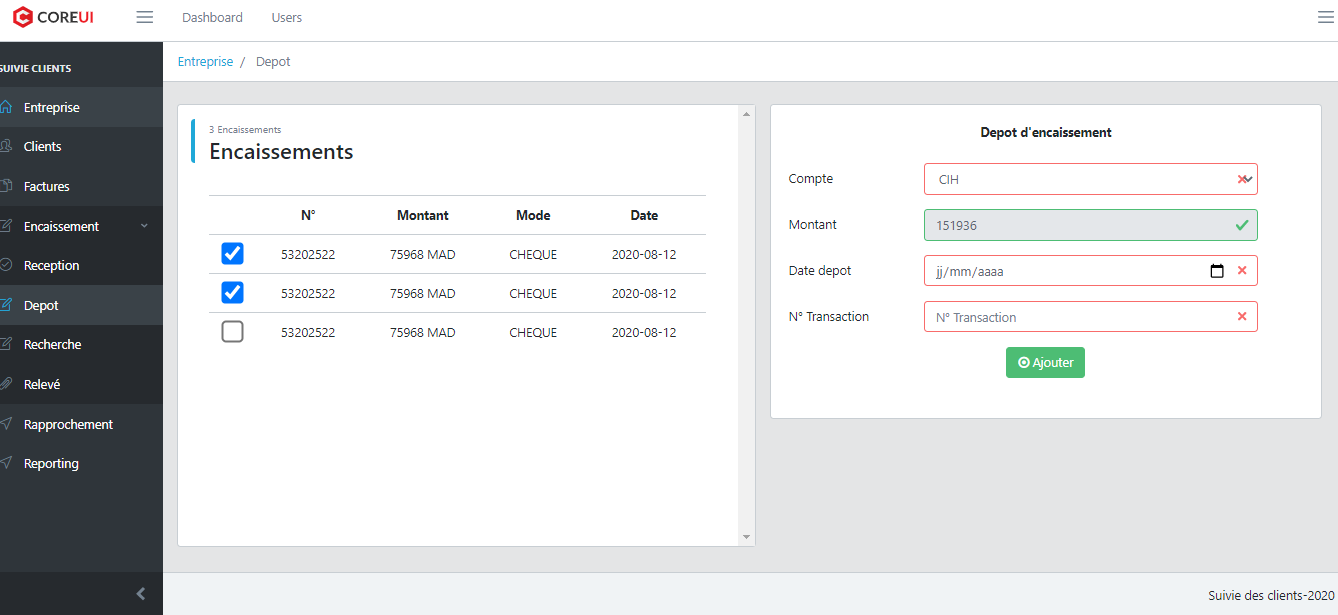 COREUI
Dashboard Users
SUIVIE CLIENTS
Entreprise
Clients
Factures
Encaissement
Reception
Depot
Recherche
Relevé
Rapprochement
Reporting
Entreprise / Depot
3 Encaissements
Encaissements
N° Montant Mode Date
53202522 75968 MAD CHEQUE 2020-08-12
53202522 75968 MAD CHEQUE 2020-08-12
53202522 75968 MAD CHEQUE 2020-08-12
Depot d'encaissement
Compte CIH
Montant 151936
Date depot jj/mm/aaaa
N° Transaction N° Transaction
Ajouter
Suivie des clients-2020